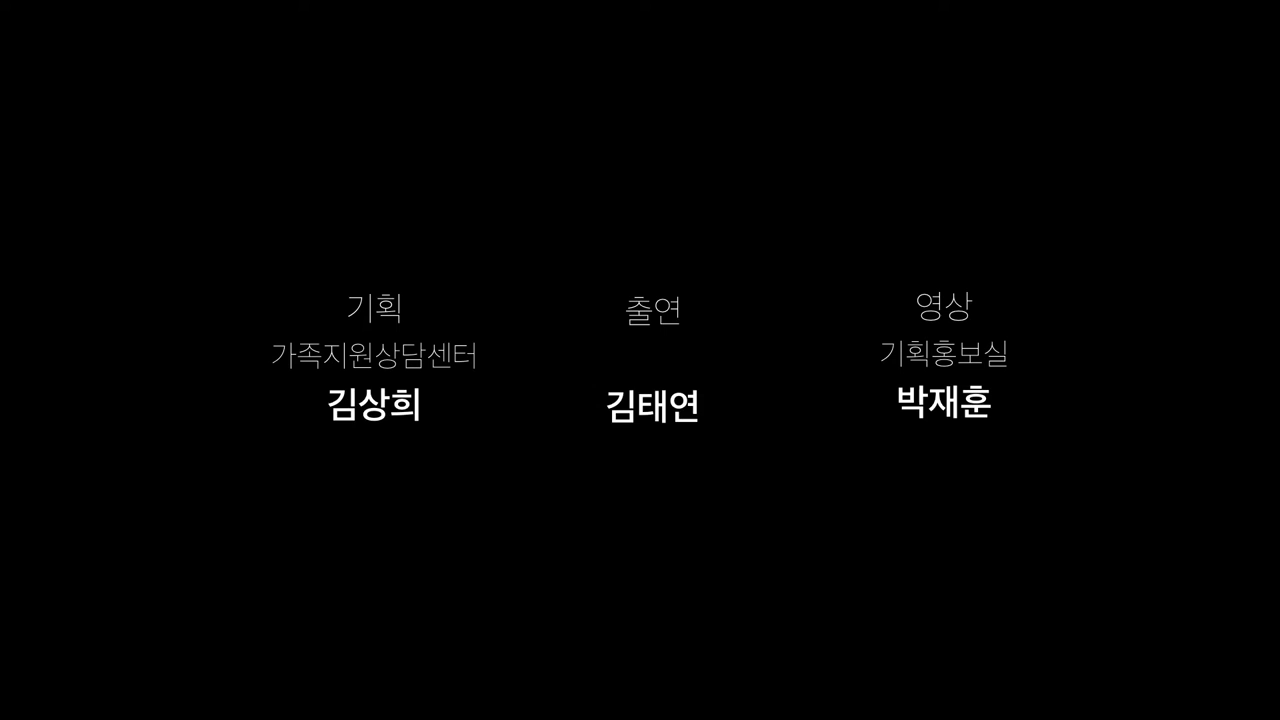 기획
가족지원상담센터
김상희
출연
김태연
영상
기획홍보실
박재훈